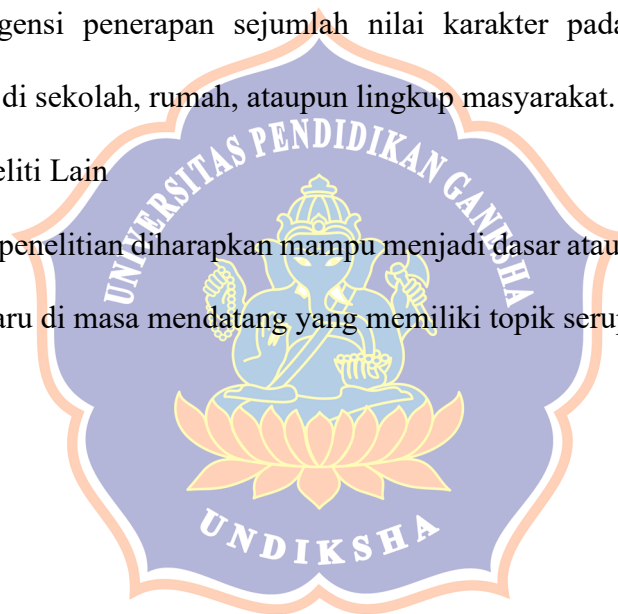 gensi penerapan sejumlah nilai karakter pada
di sekolah, rumah, ataupun lingkup masyarakat.
eliti Lain
penelitian diharapkan mampu menjadi dasar atau
aru di masa mendatang yang memiliki topik serup
UNIVERSITAS PENDIDIKAN GANESHA
UNDIKSHA